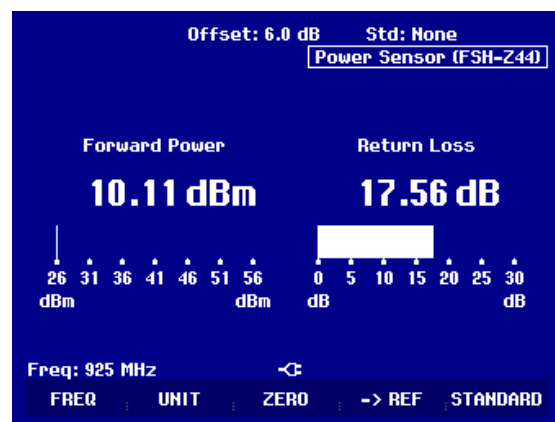 Offset: 6.0 dB Std: None
Power Sensor (FSH-Z44)
Forward Power Return Loss
10.11 dBm 17.56 dB
26 31 36 41 46 51 56 0 5 10 15 20 25 30
dBm dBm dB dB
Freq: 925 MHz
FREQ UNIT ZERO -> REF STANDARD